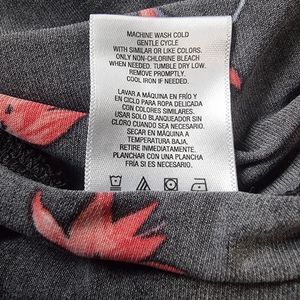 MACHINE WASH COLD
GENTLE CYCLE
WITH SIMILAR OR LIKE COLORS.
ONLY NON-CHLORINE BLEACH
WHEN NEEDED. TUMBLE DRY LOW.
REMOVE PROMPTLY.
COOL IRON IF NEEDED.
LAVAR A MÁQUINA EN FRÍO Y
EN CICLO PARA ROPA DELICADA
CON COLORES SIMILARES.
USAR SOLO BLANQUEADOR SIN
CLORO CUANDO SEA NECESARIO.
SECAR EN MÁQUINA A
TEMPERATURA BAJA,
RETIRE INMEDIATAMENTE.
PLANCHAR CON UNA PLANCHA
FRÍA SI ES NECESARIO.